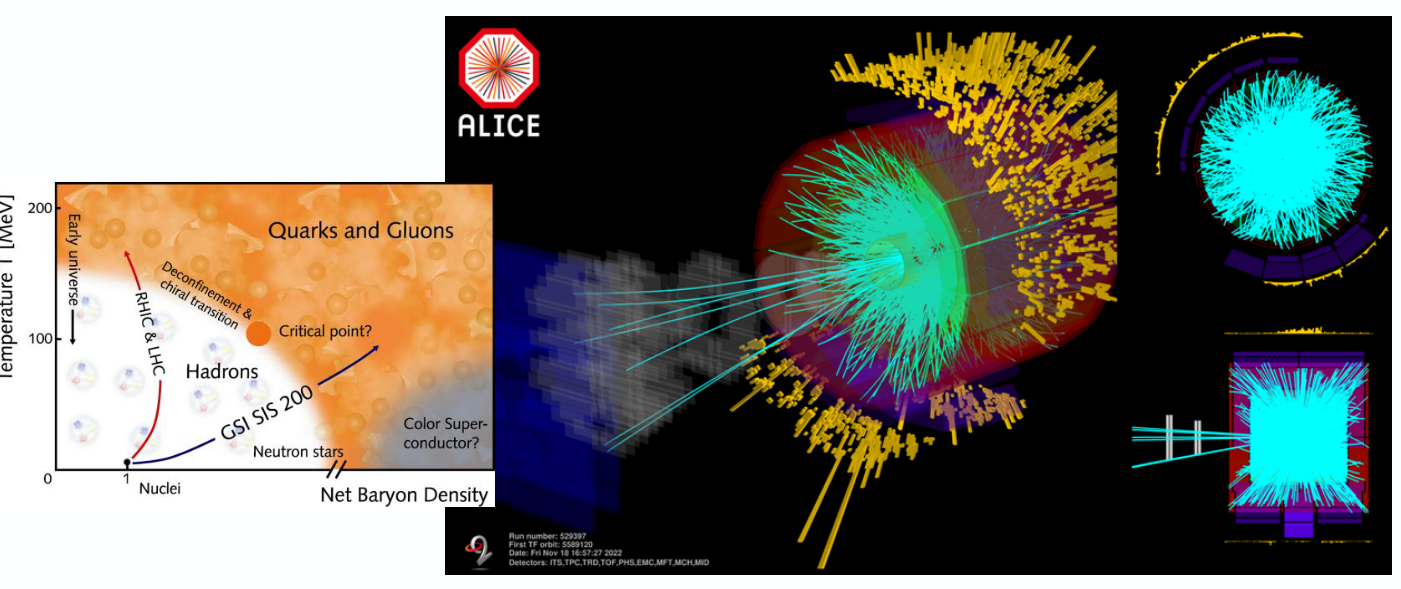 ALICE
Temperature T [MeV]
200
100
0
Early universe
RHIC & LHC
Deconfinement &
chiral transition
Quarks and Gluons
Critical point?
Hadrons
GSI SIS 200
Color Super-
conductor?
Neutron stars
1
Nuclei
Net Baryon Density
Run number: 529397
First TF orbit: 5589120
Date: Fri Nov 18 16:57:27 2022
Detectors: ITS,TPC,TRD,TOF,PHS,EMC,MFT,MCH,MID